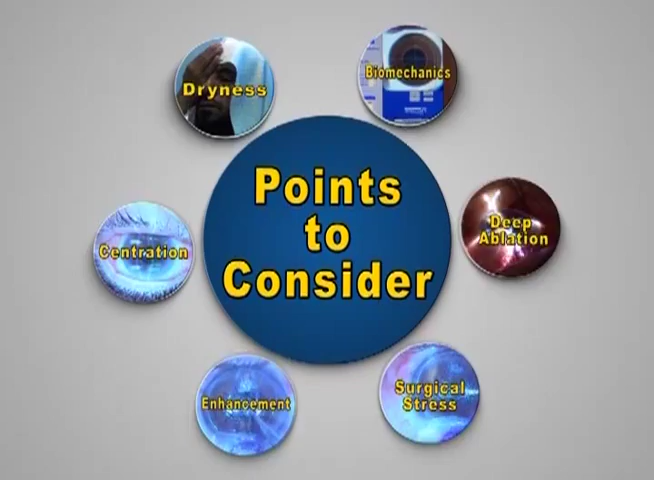 Points
to
Consider
Dryness
Biomechanics
Deep
Ablation
Surgical
Stress
Enhancement
Centration